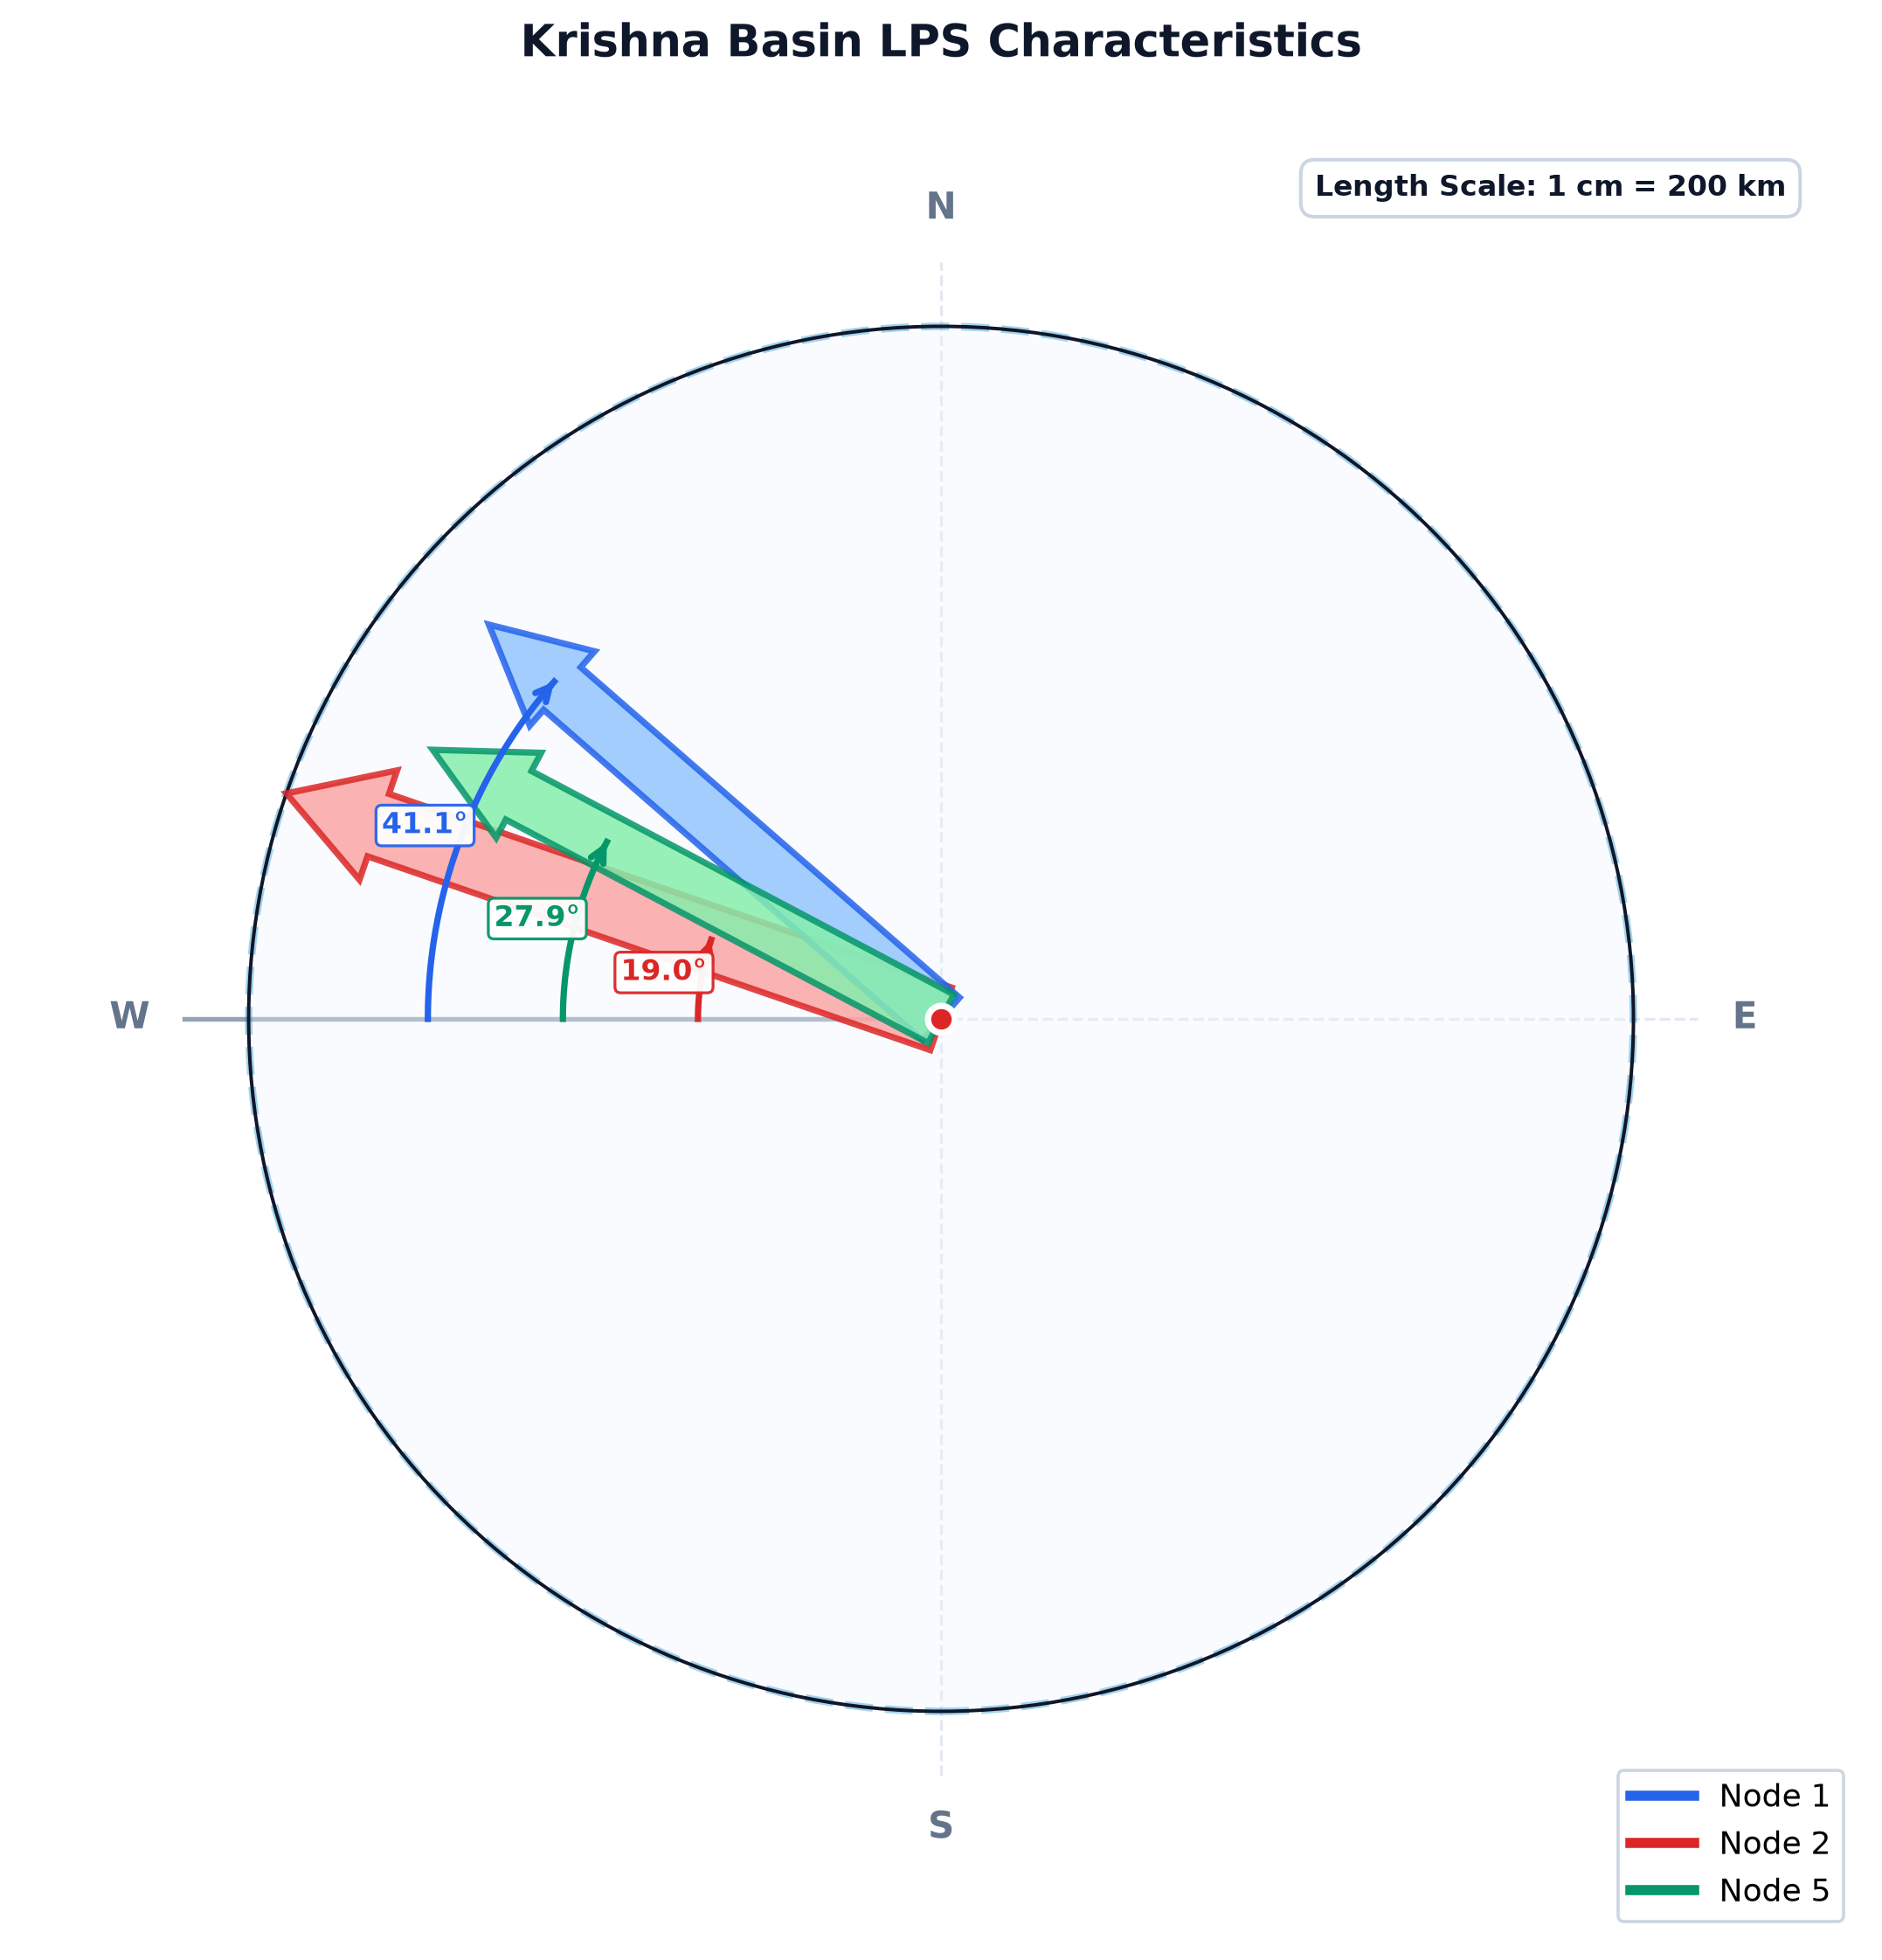 Krishna Basin LPS Characteristics
Length Scale: 1 cm = 200 km
N
41.1°
27.9°
19.0°
W
E
S
Node 1
Node 2
Node 5